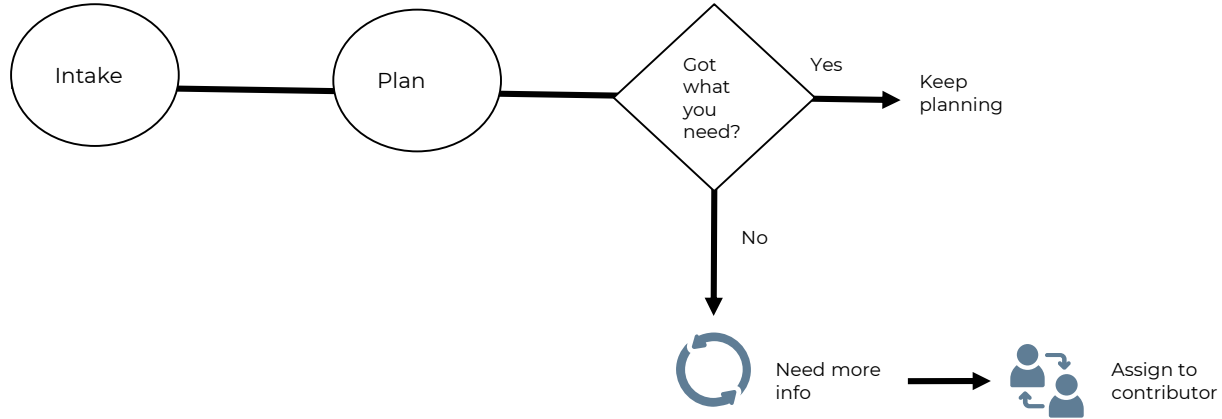 Intake
Plan
Got
what
you
need?
Yes
Keep
planning
No
Need more
info
Assign to
contributor